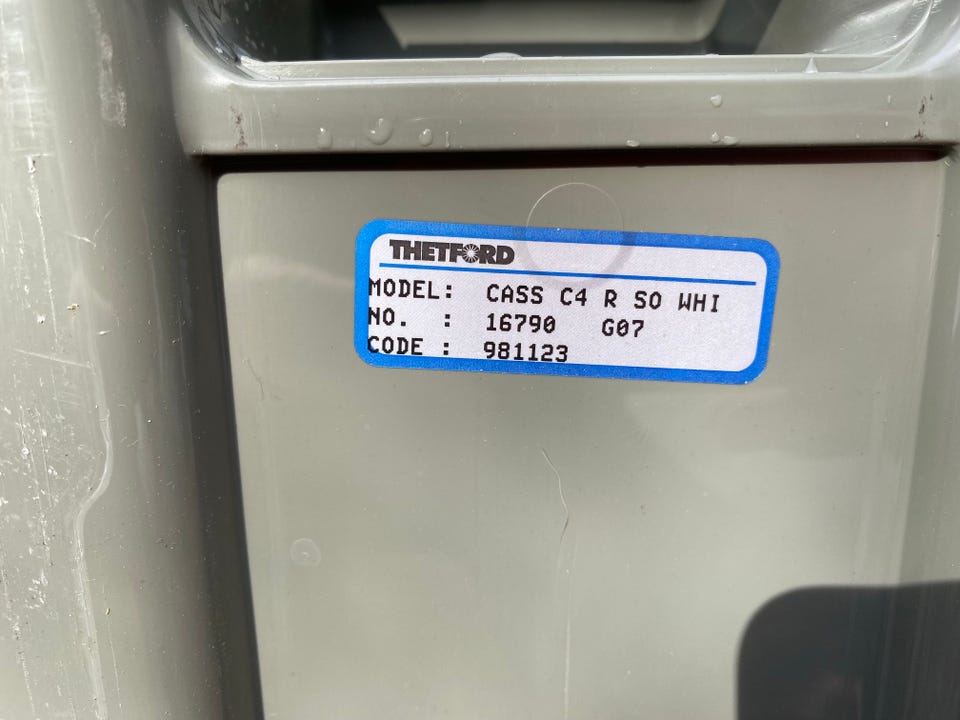 THETFORD
MODEL: CASS C4 R SO WHI
NO. : 16790 G07
CODE : 981123